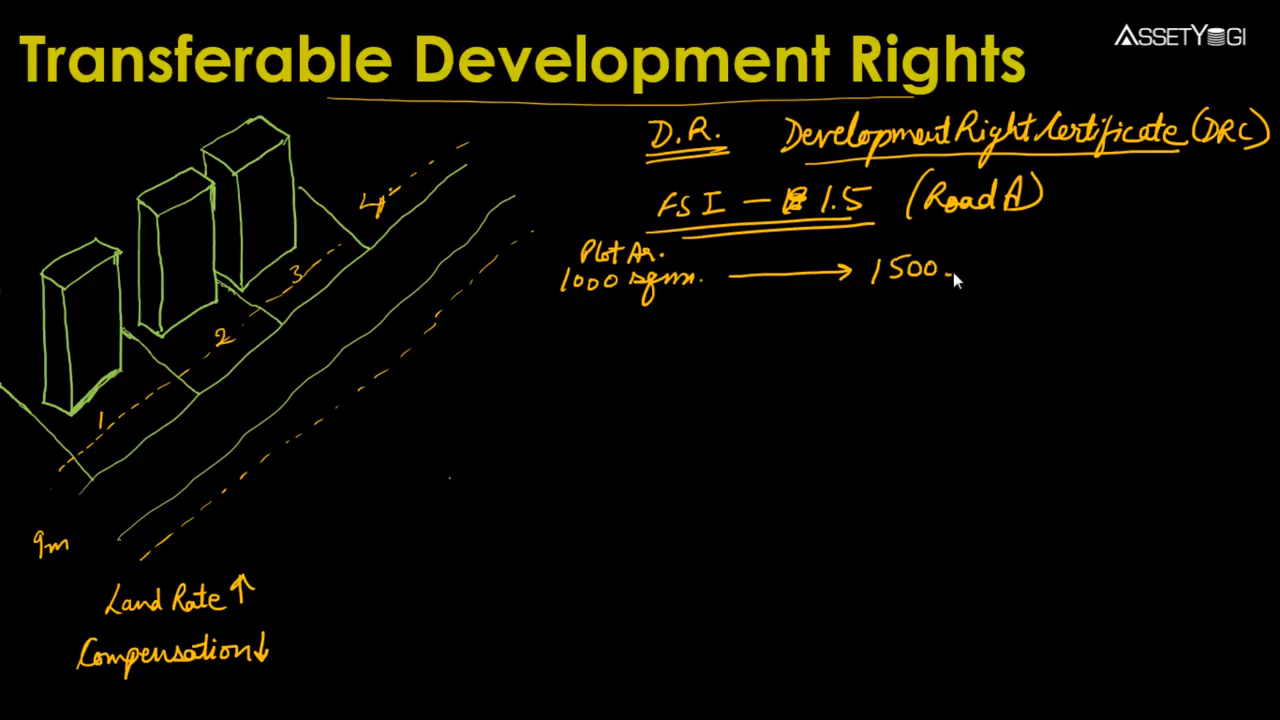 ASSETYOGI
Transferable Development Rights
D.R. Development Right Certificate (DRC)
FSI – 1.5 (Road A)
Plot Ar.
1000 sqm. → 1500.
4
3
2
1
9m
Land Rate ↑
Compensation ↓